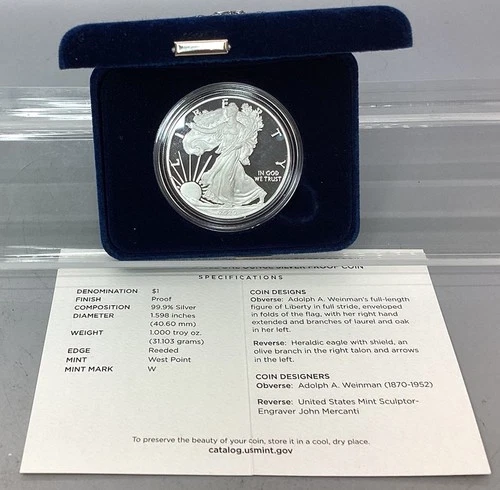 LIBERTY
IN GOD
WE TRUST
SILVER PROOF COIN
SPECIFICATIONS
DENOMINATION $1
FINISH Proof
COMPOSITION 99.9% Silver
DIAMETER 1.598 inches
(40.60 mm)
WEIGHT 1.000 troy oz.
(31.103 grams)
EDGE Reeded
MINT West Point
MINT MARK W
COIN DESIGNS
Obverse: Adolph A. Weinman's full-length
figure of Liberty in full stride, enveloped
in folds of the flag, with her right hand
extended and branches of laurel and oak
in her left.
Reverse: Heraldic eagle with shield, an
olive branch in right talon and arrows
in the left.
COIN DESIGNERS
Obverse: Adolph A. Weinman (1870-1952)
Reverse: United States Mint Sculptor-
Engraver John Mercanti
To preserve the beauty of your coin, store it in a cool, dry place.
catalog.usmint.gov